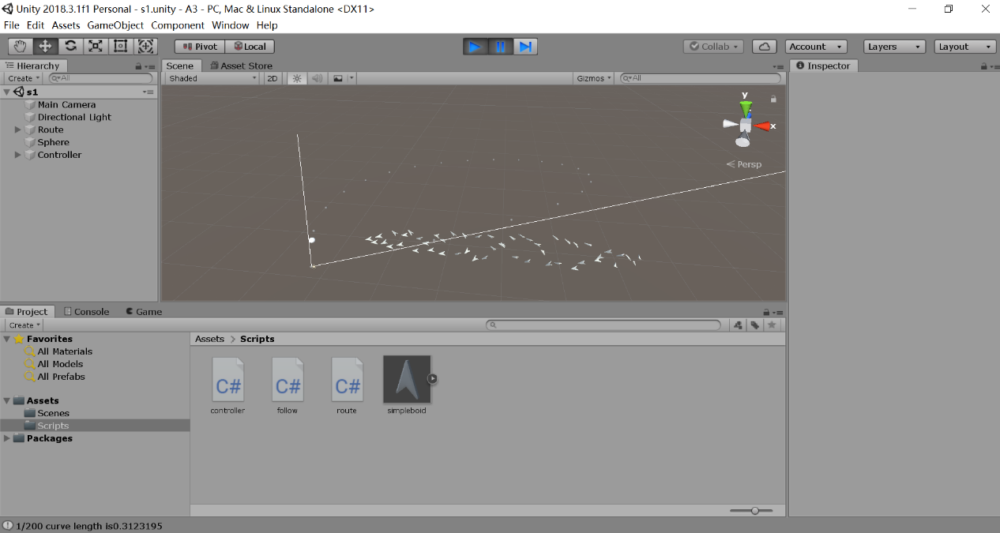 Unity 2018.3.1f1 Personal - s1.unity - A3 - PC, Mac & Linux Standalone <DX11>
File Edit Assets GameObject Component Window Help
Pivot Local Collab Account Layers Layout
Hierarchy
Create All
s1
Main Camera
Directional Light
Route
Sphere
Controller
Scene Asset Store
Shaded 2D Gizmos All
y
x
Persp
Inspector
Project Console Game
Create
Favorites
All Materials
All Models
All Prefabs
Assets
Scenes
Scripts
Packages
Assets > Scripts
C# C# C#
controller follow route simpleboid
1/200 curve length is0.3123195